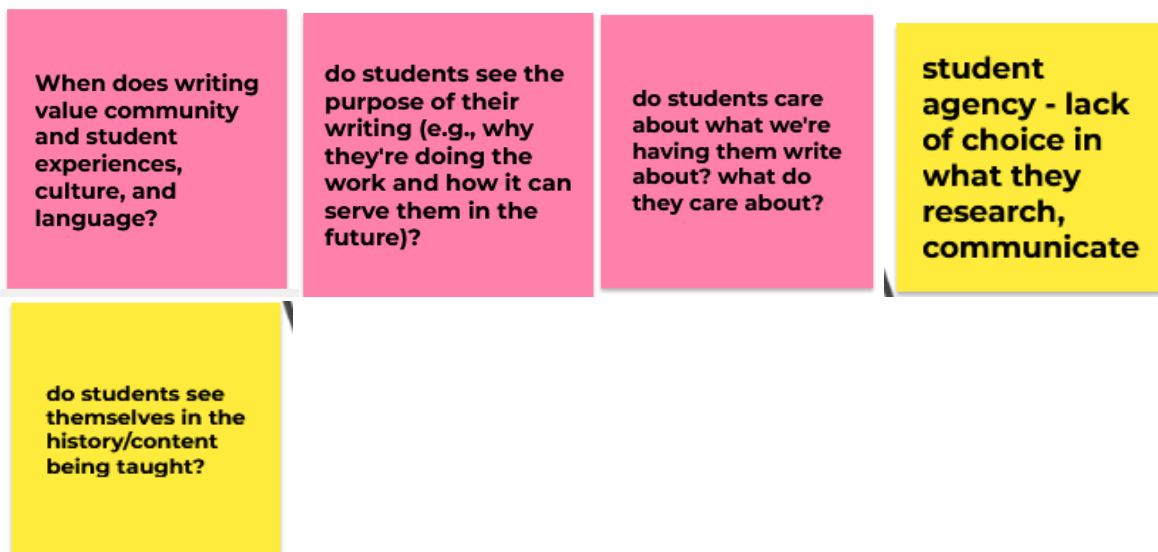 When does writing
value community
and student
experiences,
culture, and
language?
do students see the
purpose of their
writing (e.g., why
they're doing the
work and how it can
serve them in the
future)?
do students care
about what we're
having them write
about? what do
they care about?
student
agency - lack
of choice in
what they
research,
communicate
do students see
themselves in the
history/content
being taught?